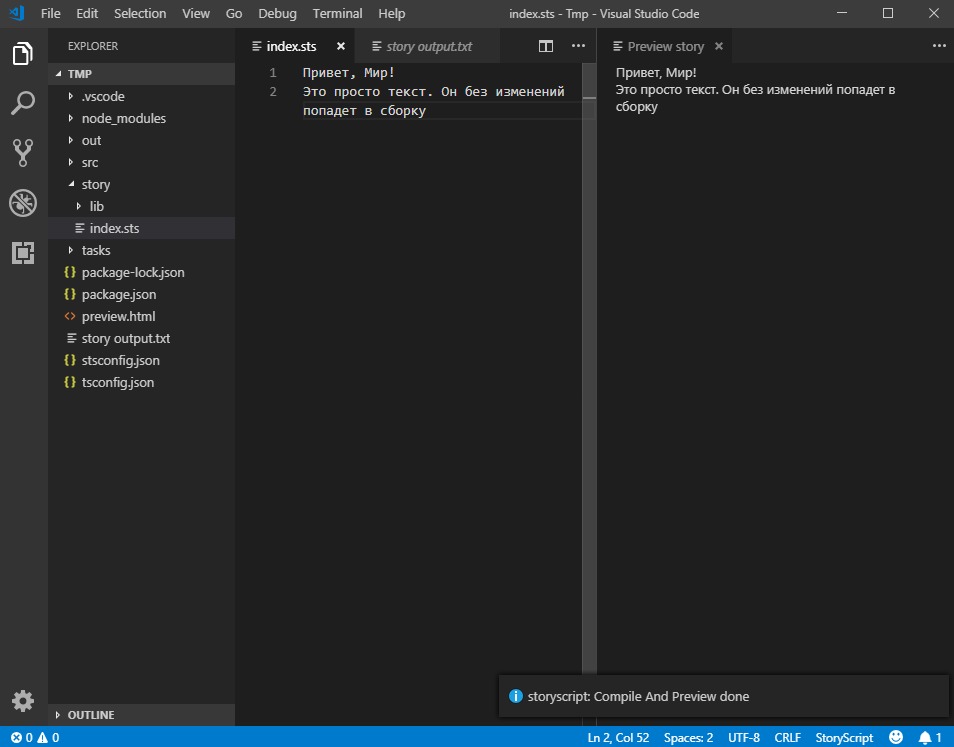 File Edit Selection View Go Debug Terminal Help index.sts - Tmp - Visual Studio Code
EXPLORER
TMP
.vscode
node_modules
out
src
story
lib
index.sts
tasks
package-lock.json
package.json
preview.html
story output.txt
stsconfig.json
tsconfig.json
OUTLINE
index.sts story output.txt
1 Привет, Мир!
2 Это просто текст. Он без изменений
попадет в сборку
Preview story
Привет, Мир!
Это просто текст. Он без изменений попадет в
сборку
storyscript: Compile And Preview done
0 0 Ln 2, Col 52 Spaces: 2 UTF-8 CRLF StoryScript 1